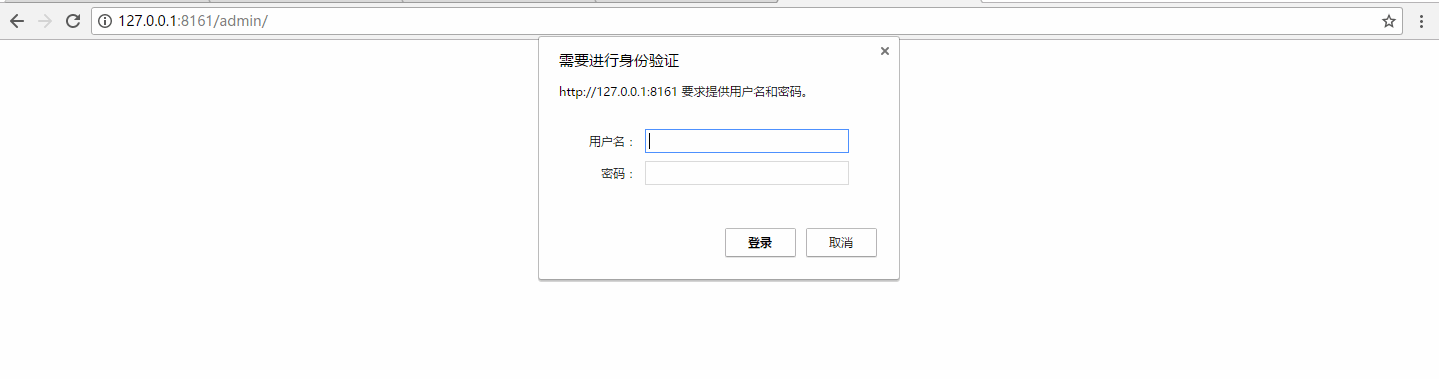 127.0.0.1:8161/admin/
需要进行身份验证
http://127.0.0.1:8161 要求提供用户名和密码。
用户名：
密码：
登录 取消